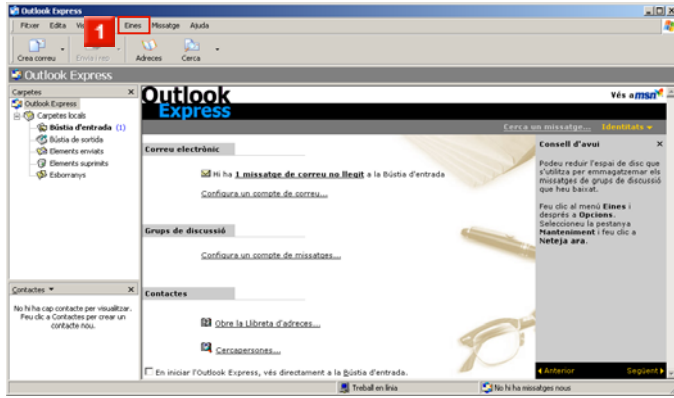 Outlook Express
Fitxer Edita Eines Missatge Ajuda
1
Crea correu Envia i rep Adreces Cerca
Outlook Express
Carpetes
Outlook Express
Carpetes locals
Bústia d'entrada (1)
Bústia de sortida
Elements enviats
Elements suprimits
Esborranys
Contactes
No hi ha cap contacte per visualitzar.
Feu clic a Contactes per crear un
contacte nou.
Outlook
Express
Vés a msn
Cerca un missatge... Identitats
Correu electrònic
Hi ha 1 missatge de correu no llegit a la Bústia d'entrada
Configura un compte de correu...
Grups de discussió
Configura un compte de missatges...
Contactes
Obre la Llibreta d'adreces...
Cercapersones...
En iniciar l'Outlook Express, vés directament a la Bústia d'entrada.
Consell d'avui
Podeu reduir l'espai de disc que
s'utilitza per emmagatzemar els
missatges de grups de discussió
que heu baixat.
Feu clic al menú Eines i
després a Opcions.
Seleccioneu la pestanya
Manteniment i feu clic a
Neteja ara.
Anterior Següent
Treball en línia
No hi ha missatges nous